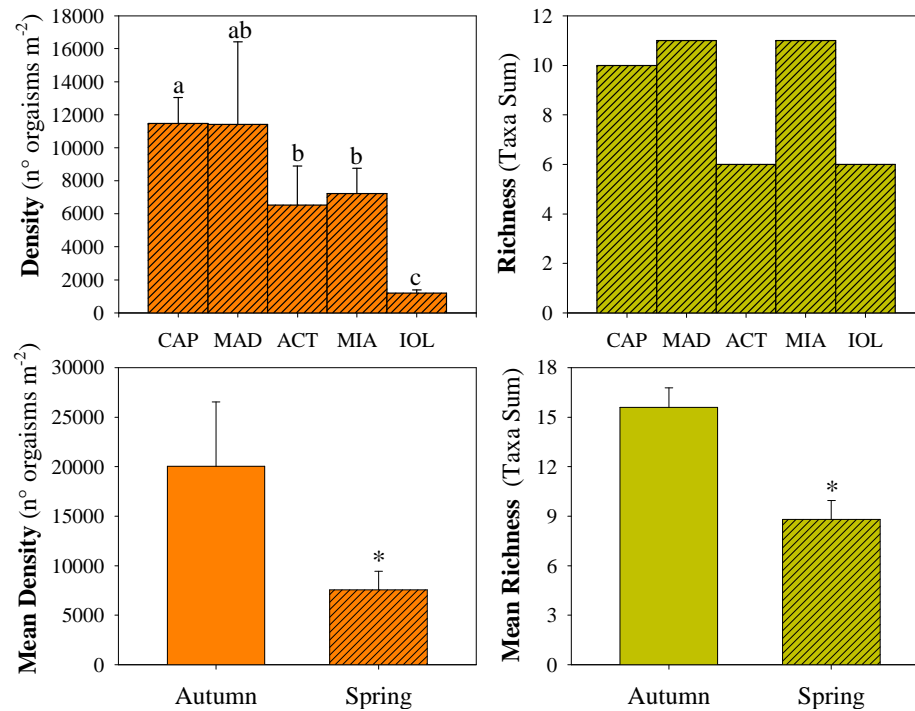 Density (n° orgaisms m-2)
18000
16000
14000
12000
10000
8000
6000
4000
2000
0
a
ab
b
b
c
CAP MAD ACT MIA IOL
Richness (Taxa Sum)
12
10
8
6
4
2
0
CAP MAD ACT MIA IOL
Mean Density (n° orgaisms m-2)
30000
25000
20000
15000
10000
5000
0
*
Autumn Spring
Mean Richness (Taxa Sum)
18
15
12
9
6
3
0
*
Autumn Spring